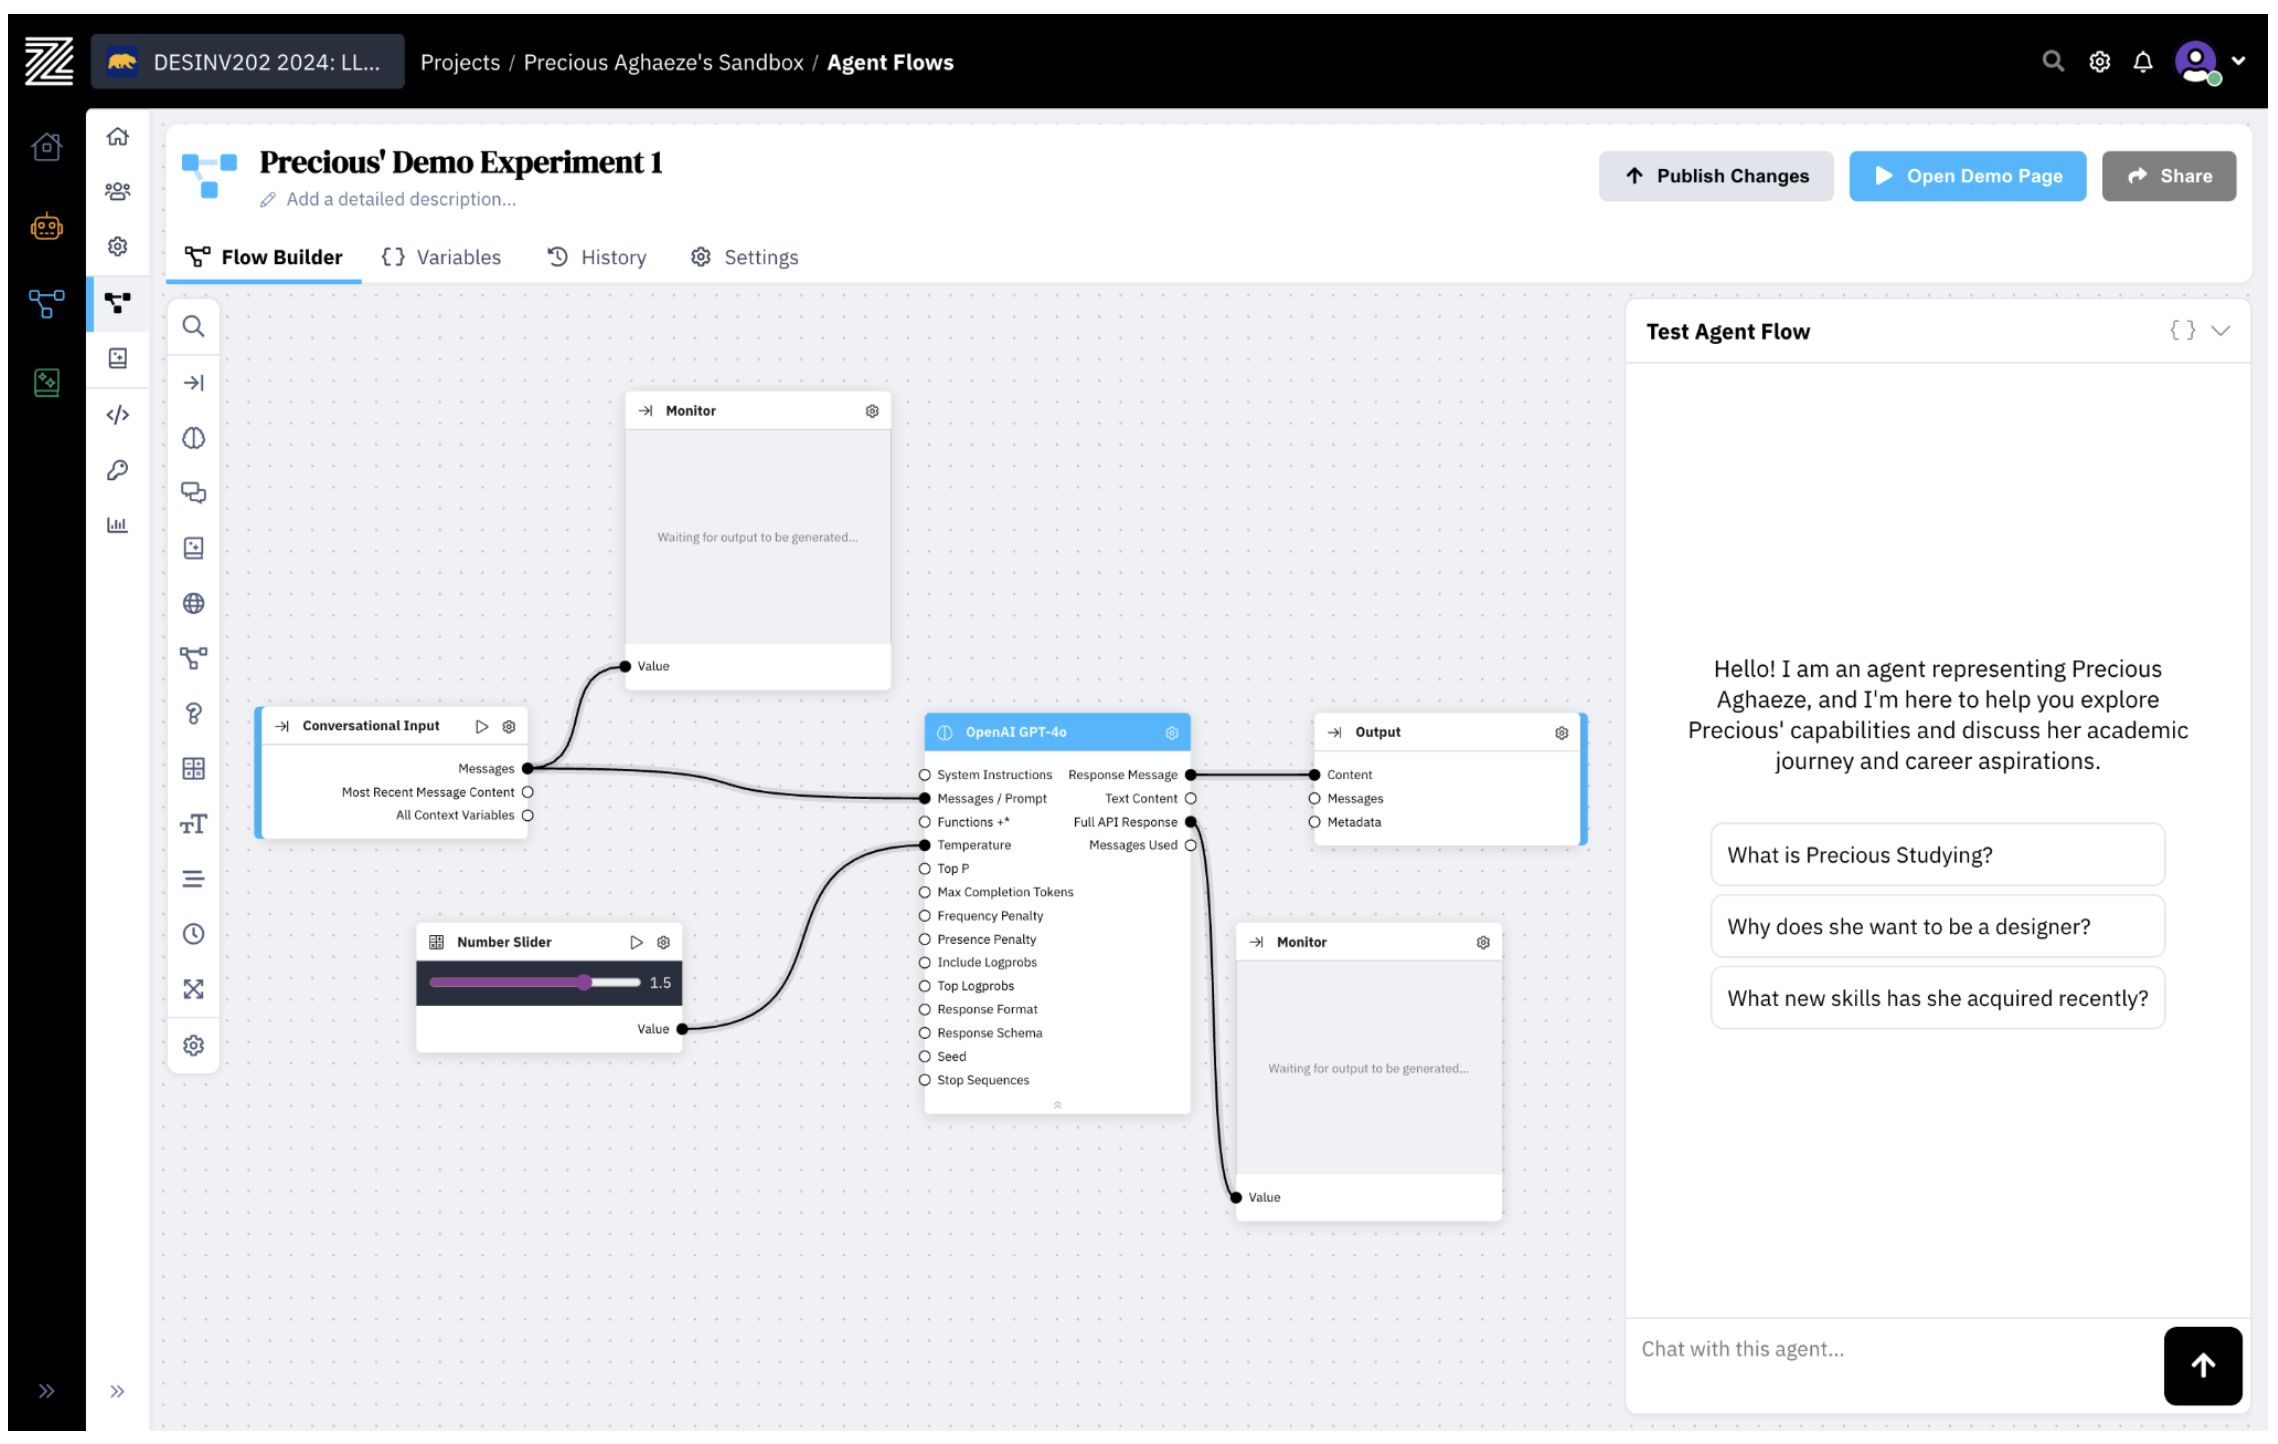 DESINV202 2024: LL...
Projects / Precious Aghaeze's Sandbox / Agent Flows
Precious' Demo Experiment 1
Add a detailed description...
Publish Changes
Open Demo Page
Share
Flow Builder
{} Variables
History
Settings
Test Agent Flow
{}
Monitor
Waiting for output to be generated...
Value
Conversational Input
Messages
Most Recent Message Content
All Context Variables
Number Slider
1.5
Value
OpenAI GPT-4o
System Instructions Response Message
Messages / Prompt Text Content
Functions +* Full API Response
Temperature Messages Used
Top P
Max Completion Tokens
Frequency Penalty
Presence Penalty
Include Logprobs
Top Logprobs
Response Format
Response Schema
Seed
Stop Sequences
Output
Content
Messages
Metadata
Monitor
Waiting for output to be generated...
Value
Hello! I am an agent representing Precious
Aghaeze, and I'm here to help you explore
Precious' capabilities and discuss her academic
journey and career aspirations.
What is Precious Studying?
Why does she want to be a designer?
What new skills has she acquired recently?
Chat with this agent...